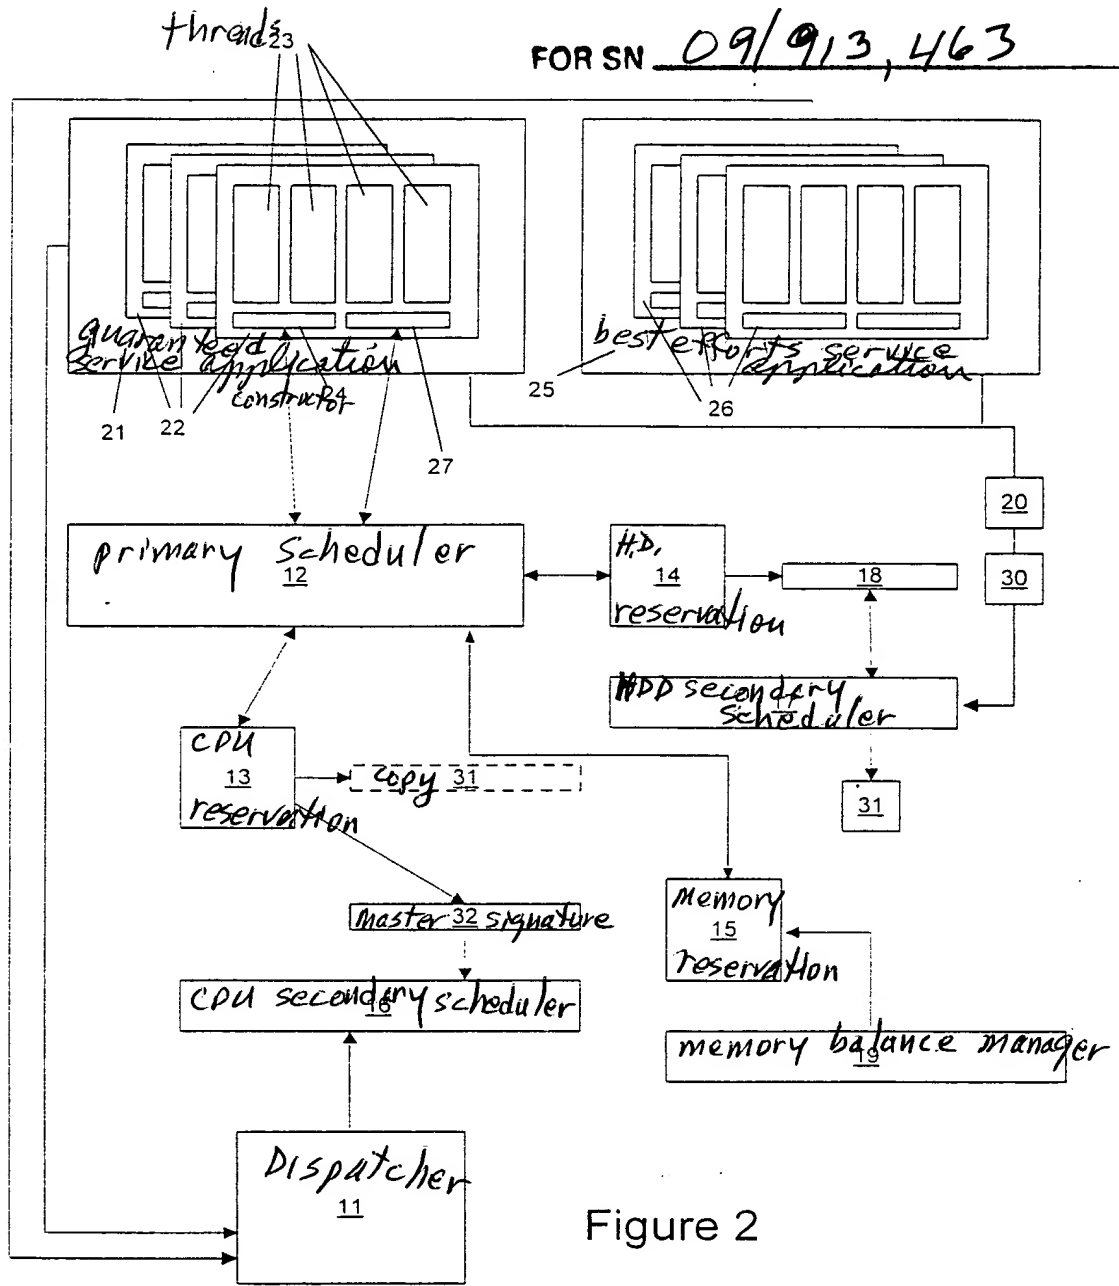 threads 23
FOR SN 09/913,463
guaranteed
service application
constructor 24
best efforts service
application
21
22
27
25
26
20
30
primary scheduler
12
H.D.
14
reservation
18
HDD secondary
scheduler
31
CPU
13
reservation
copy 31
Master 32 signature
CPU secondary scheduler
16
Memory
15
reservation
memory balance manager
19
Dispatcher
11
Figure 2